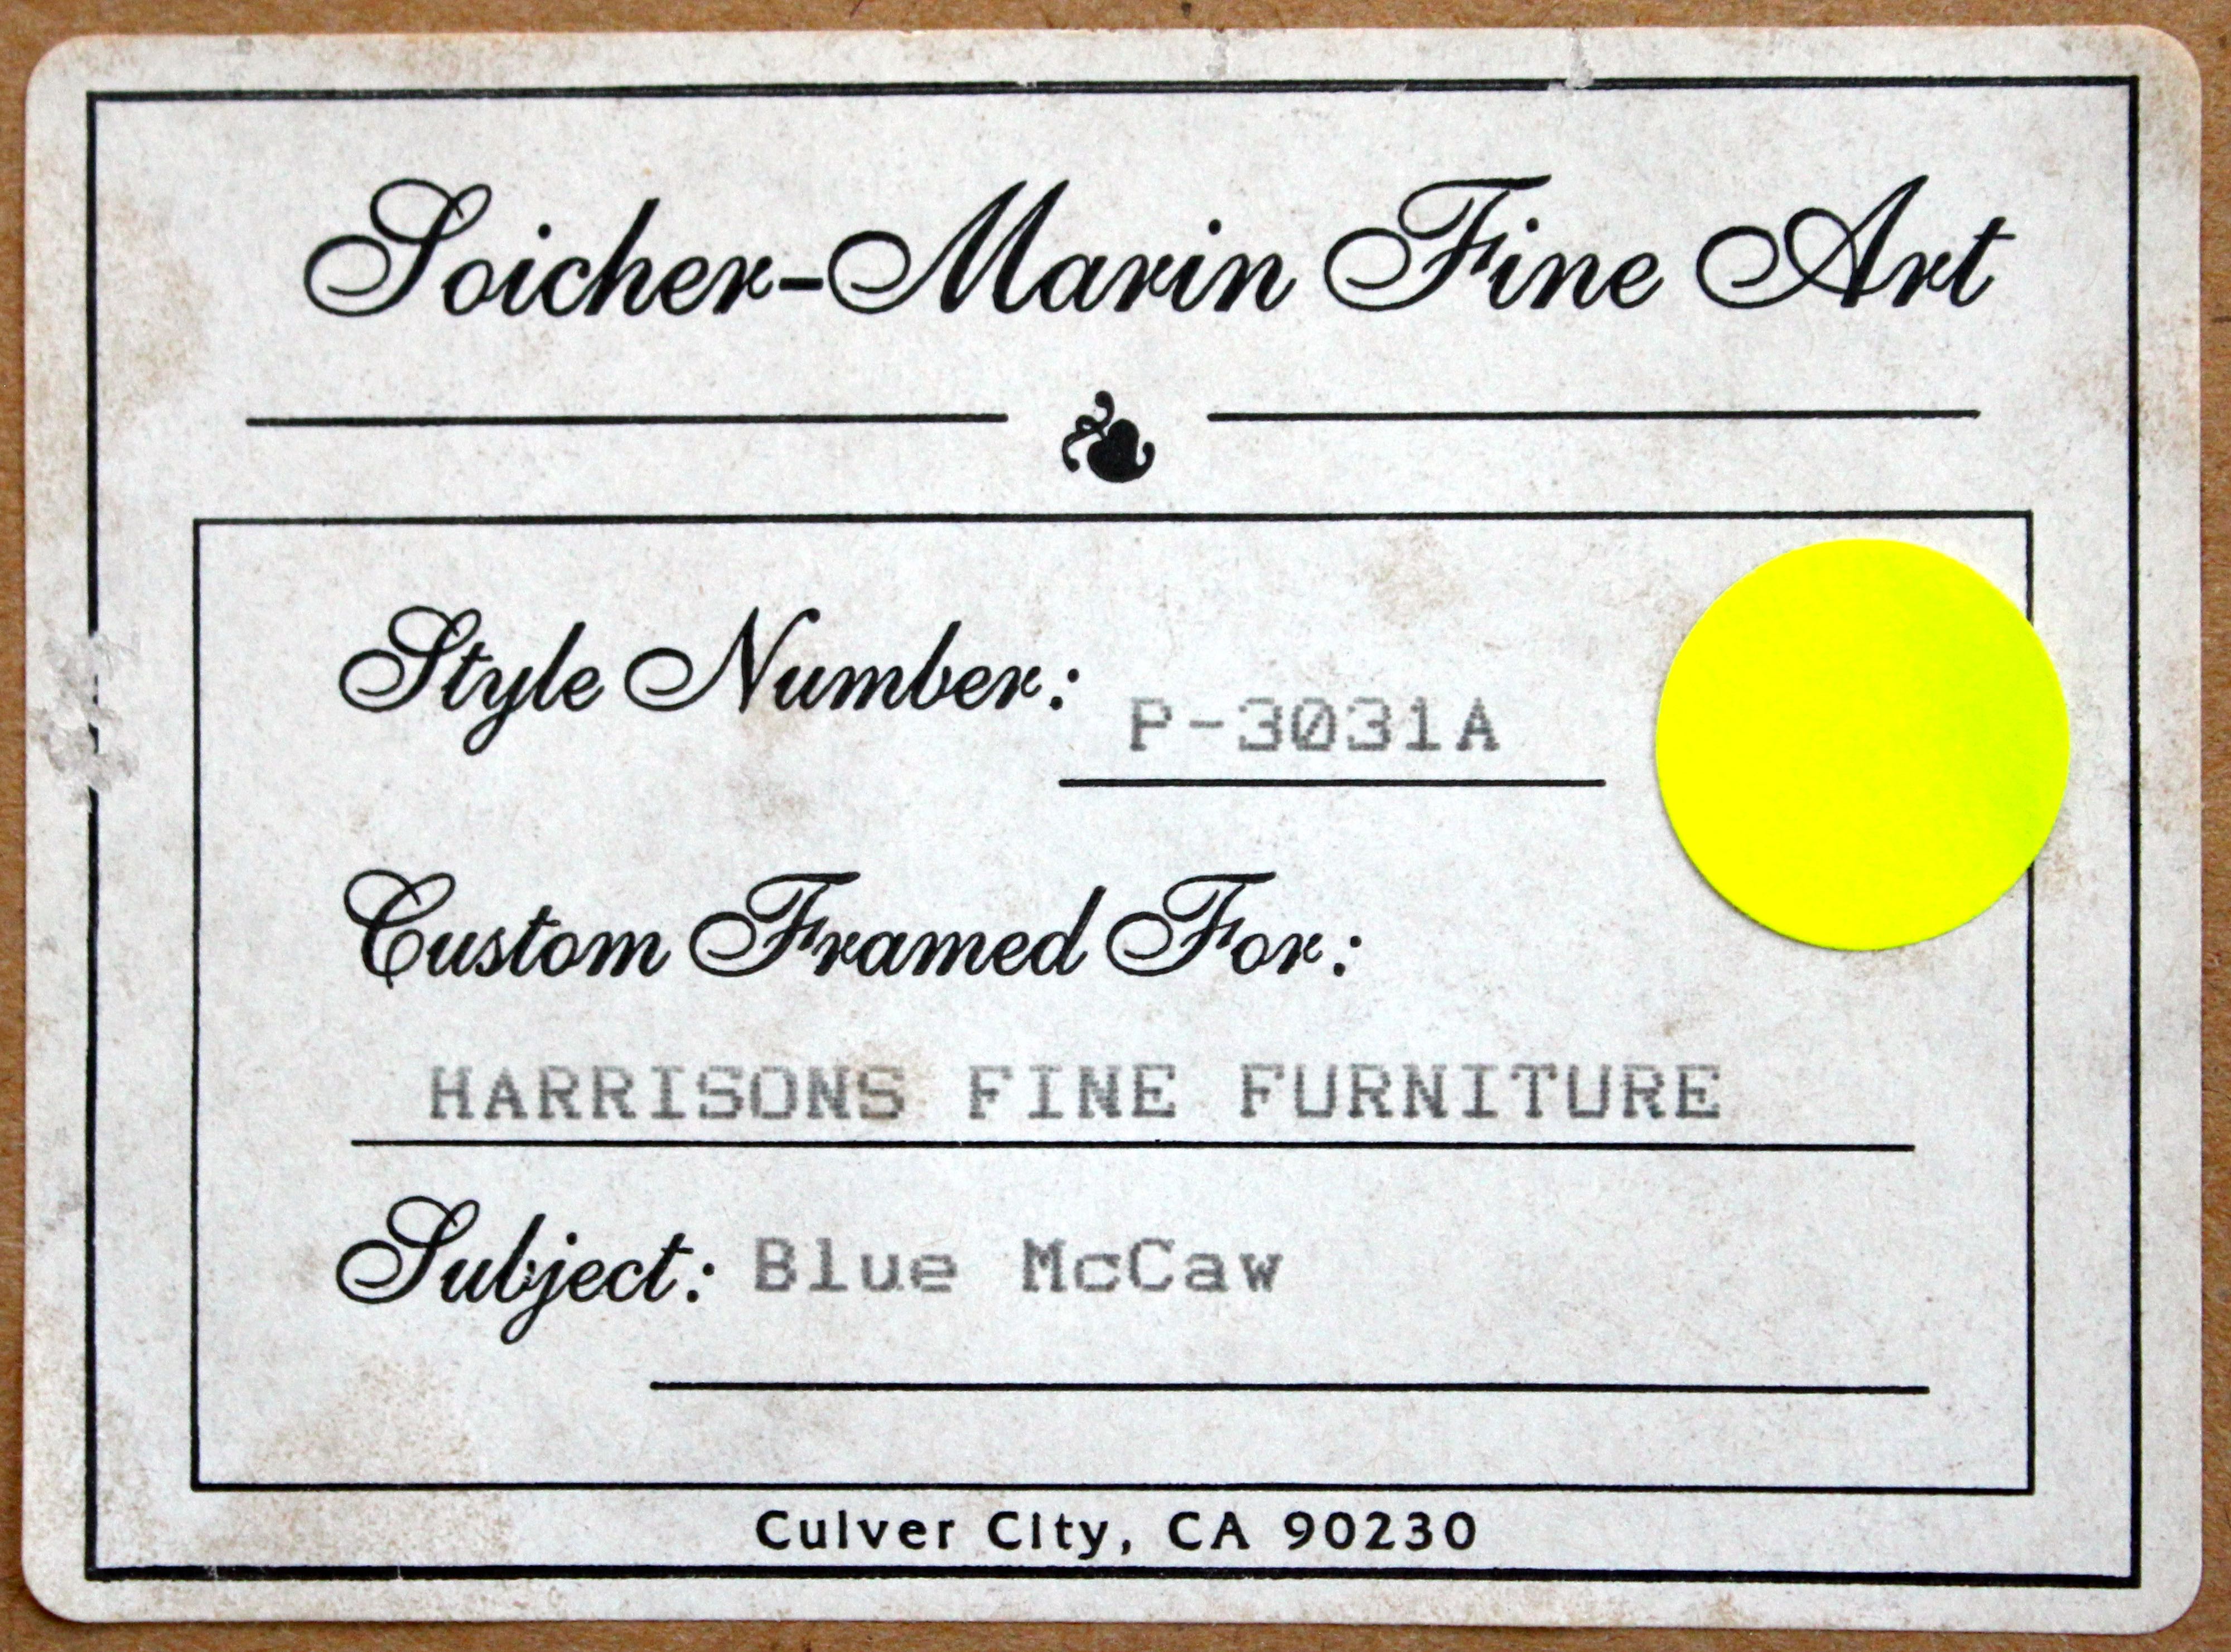 Soicher-Marin Fine Art
Style Number: P-3031A
Custom Framed For:
HARRISONS FINE FURNITURE
Subject: Blue McCaw
Culver City, CA 90230